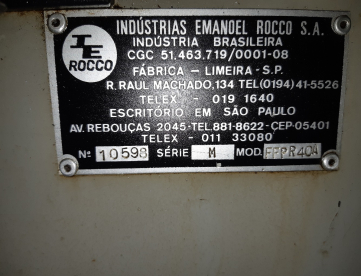 IE
ROCCO
INDÚSTRIAS EMANOEL ROCCO S.A.
INDÚSTRIA BRASILEIRA
CGC 51.463.719/0001-08
FÁBRICA - LIMEIRA - S.P.
R. RAUL MACHADO, 134 TEL (0194) 41-5526
TELEX - 019 1640
ESCRITÓRIO EM SÃO PAULO
AV. REBOUÇAS 2045-TEL. 881-8622-CEP-05401
TELEX - 011 33080
Nº 10598 SÉRIE M MOD.